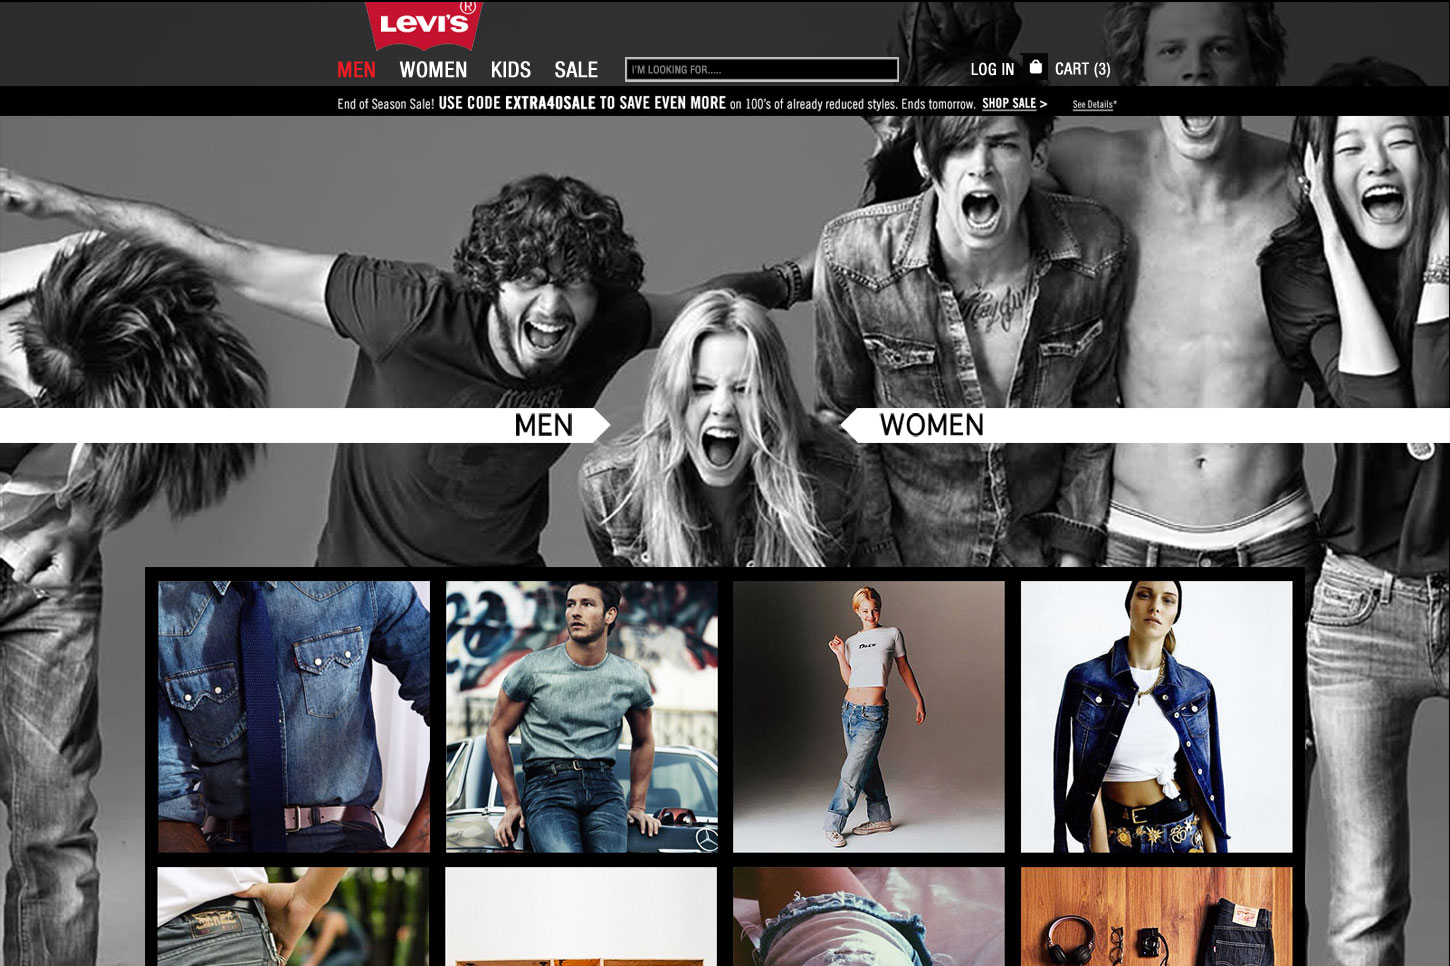 LEVI'S®
MEN WOMEN KIDS SALE I'M LOOKING FOR..... LOG IN CART (3)
End of Season Sale! USE CODE EXTRA40SALE TO SAVE EVEN MORE on 100's of already reduced styles. Ends tomorrow. SHOP SALE > See Details*
MEN WOMEN